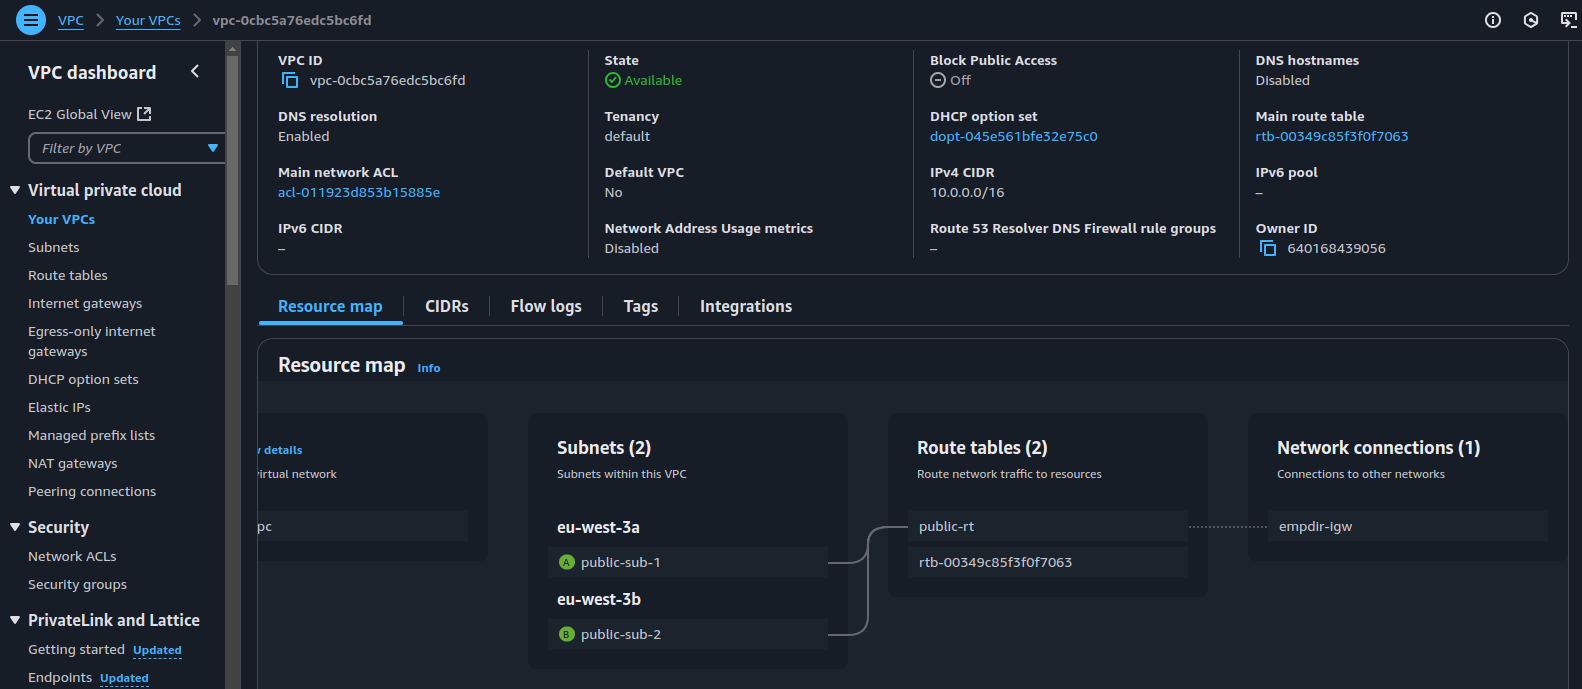 VPC
Your VPCs
vpc-0cbc5a76edc5bc6fd
VPC dashboard
EC2 Global View
Filter by VPC
Virtual private cloud
Your VPCs
Subnets
Route tables
Internet gateways
Egress-only internet
gateways
DHCP option sets
Elastic IPs
Managed prefix lists
NAT gateways
Peering connections
Security
Network ACLs
Security groups
PrivateLink and Lattice
Getting started Updated
Endpoints Updated
VPC ID
vpc-0cbc5a76edc5bc6fd
State
Available
Block Public Access
Off
DNS hostnames
Disabled
DNS resolution
Enabled
Tenancy
default
DHCP option set
dopt-045e561bfe32e75c0
Main route table
rtb-00349c85f3f0f7063
Main network ACL
acl-011923d853b15885e
Default VPC
No
IPv4 CIDR
10.0.0.0/16
IPv6 pool
–
IPv6 CIDR
–
Network Address Usage metrics
Disabled
Route 53 Resolver DNS Firewall rule groups
–
Owner ID
640168439056
Resource map
CIDRs
Flow logs
Tags
Integrations
Resource map Info
details
virtual network
pc
Subnets (2)
Subnets within this VPC
eu-west-3a
A public-sub-1
eu-west-3b
B public-sub-2
Route tables (2)
Route network traffic to resources
public-rt
rtb-00349c85f3f0f7063
Network connections (1)
Connections to other networks
empdir-igw